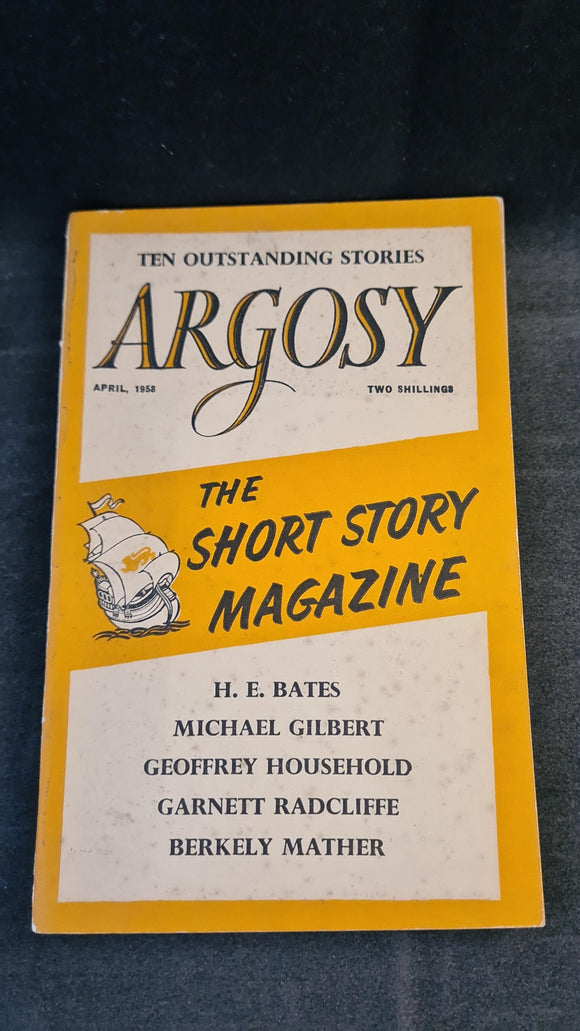 TEN OUTSTANDING STORIES
ARGOSY
APRIL, 1958
TWO SHILLINGS
THE
SHORT STORY
MAGAZINE
H. E. BATES
MICHAEL GILBERT
GEOFFREY HOUSEHOLD
GARNETT RADCLIFFE
BERKELY MATHER